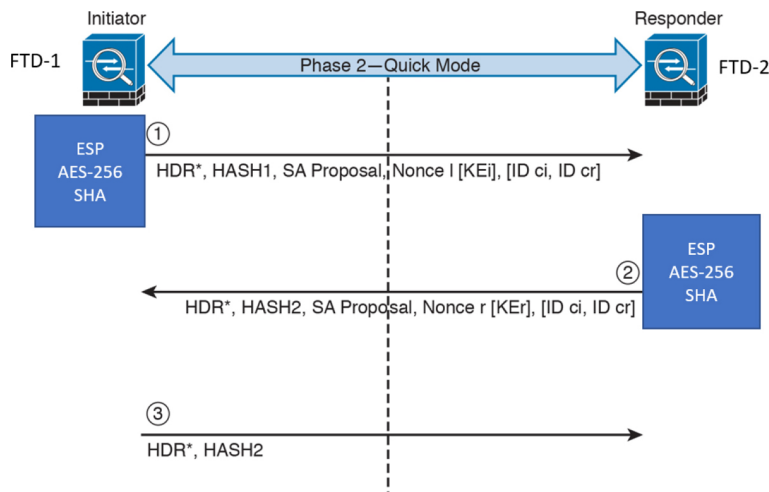 Initiator
Responder
FTD-1
Phase 2—Quick Mode
FTD-2
1
ESP
AES-256
SHA
HDR*, HASH1, SA Proposal, Nonce I [KEi], [ID ci, ID cr]
2
ESP
AES-256
SHA
HDR*, HASH2, SA Proposal, Nonce r [KEr], [ID ci, ID cr]
3
HDR*, HASH2